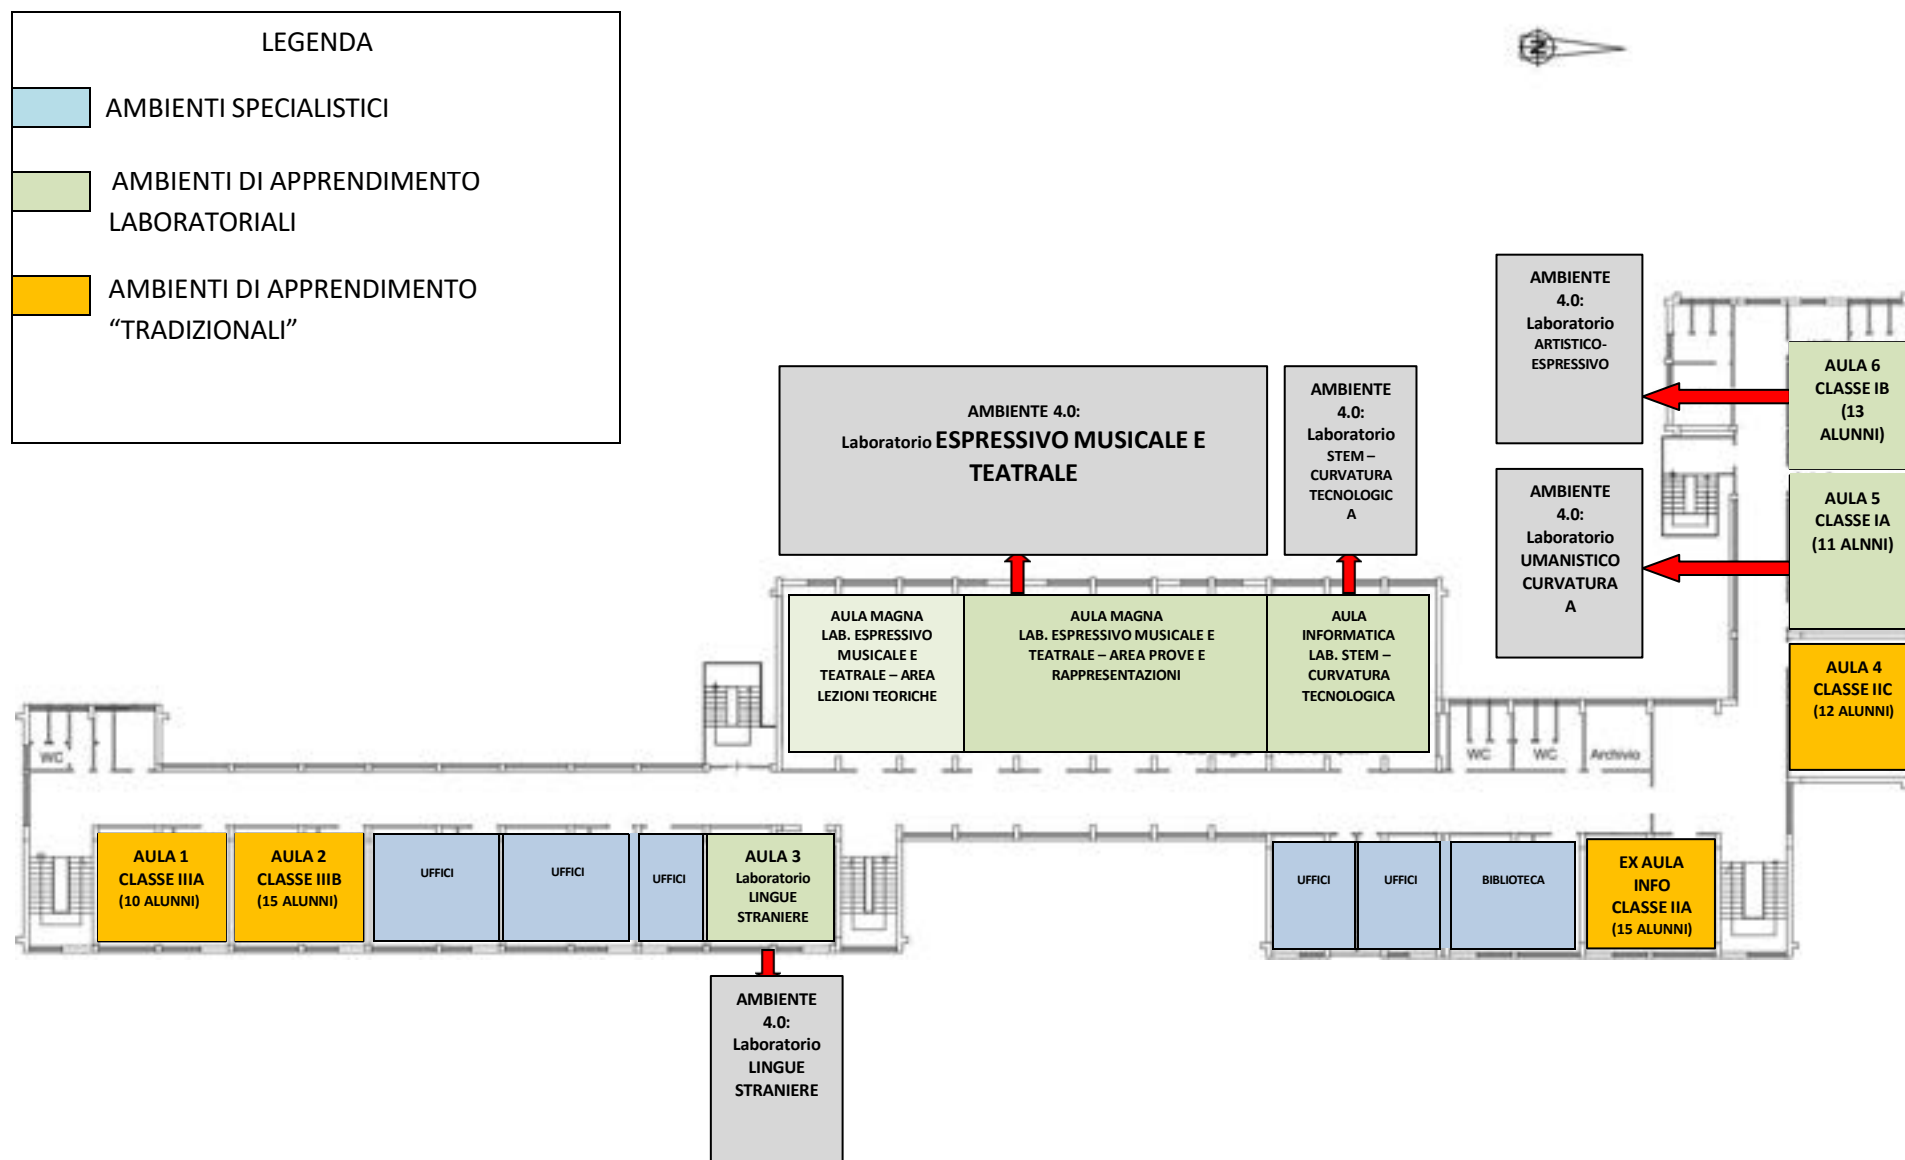 LEGENDA
AMBIENTI SPECIALISTICI
AMBIENTI DI APPRENDIMENTO
LABORATORIALI
AMBIENTI DI APPRENDIMENTO
“TRADIZIONALI”
N
AMBIENTE
4.0:
Laboratorio
ARTISTICO-
ESPRESSIVO
AULA 6
CLASSE IB
(13
ALUNNI)
AMBIENTE 4.0:
Laboratorio ESPRESSIVO MUSICALE E
TEATRALE
AMBIENTE
4.0:
Laboratorio
STEM –
CURVATURA
TECNOLOGIC
A
AMBIENTE
4.0:
Laboratorio
UMANISTICO
CURVATURA
A
AULA 5
CLASSE IA
(11 ALNNI)
AULA MAGNA
LAB. ESPRESSIVO
MUSICALE E
TEATRALE – AREA
LEZIONI TEORICHE
AULA MAGNA
LAB. ESPRESSIVO MUSICALE E
TEATRALE – AREA PROVE E
RAPPRESENTAZIONI
AULA
INFORMATICA
LAB. STEM –
CURVATURA
TECNOLOGICA
AULA 4
CLASSE IIC
(12 ALUNNI)
WC
WC
WC
Archivio
AULA 1
CLASSE IIIA
(10 ALUNNI)
AULA 2
CLASSE IIIB
(15 ALUNNI)
UFFICI
UFFICI
UFFICI
AULA 3
Laboratorio
LINGUE
STRANIERE
UFFICI
UFFICI
BIBLIOTECA
EX AULA
INFO
CLASSE IIA
(15 ALUNNI)
AMBIENTE
4.0:
Laboratorio
LINGUE
STRANIERE